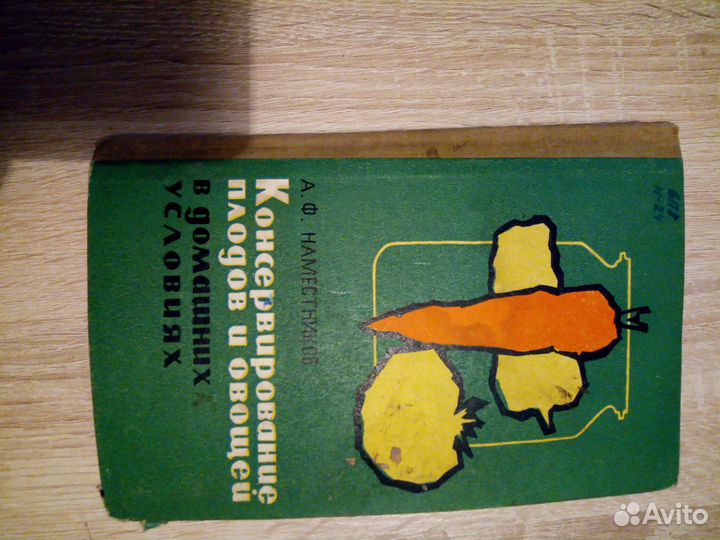 А. Ф. НАМЕСТНИКОВ
Консервирование
плодов и овощей
в домашних
условиях
Avito